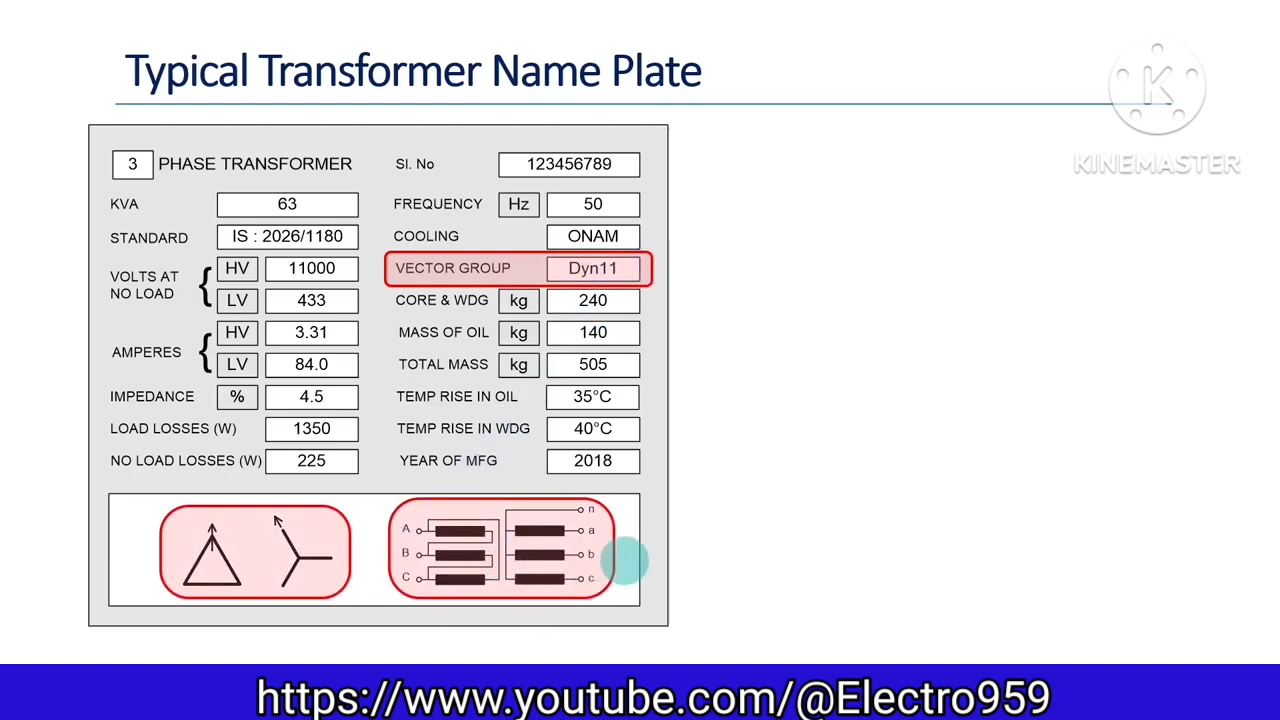 Typical Transformer Name Plate
K
KINEMASTER
3 PHASE TRANSFORMER
Sl. No 123456789
KVA 63
FREQUENCY Hz 50
STANDARD IS : 2026/1180
COOLING ONAM
VOLTS AT
NO LOAD
HV 11000
LV 433
VECTOR GROUP Dyn11
CORE & WDG kg 240
AMPERES
HV 3.31
LV 84.0
MASS OF OIL kg 140
TOTAL MASS kg 505
IMPEDANCE % 4.5
TEMP RISE IN OIL 35°C
LOAD LOSSES (W) 1350
TEMP RISE IN WDG 40°C
NO LOAD LOSSES (W) 225
YEAR OF MFG 2018
n
A a
B b
C c
https://www.youtube.com/@Electro959